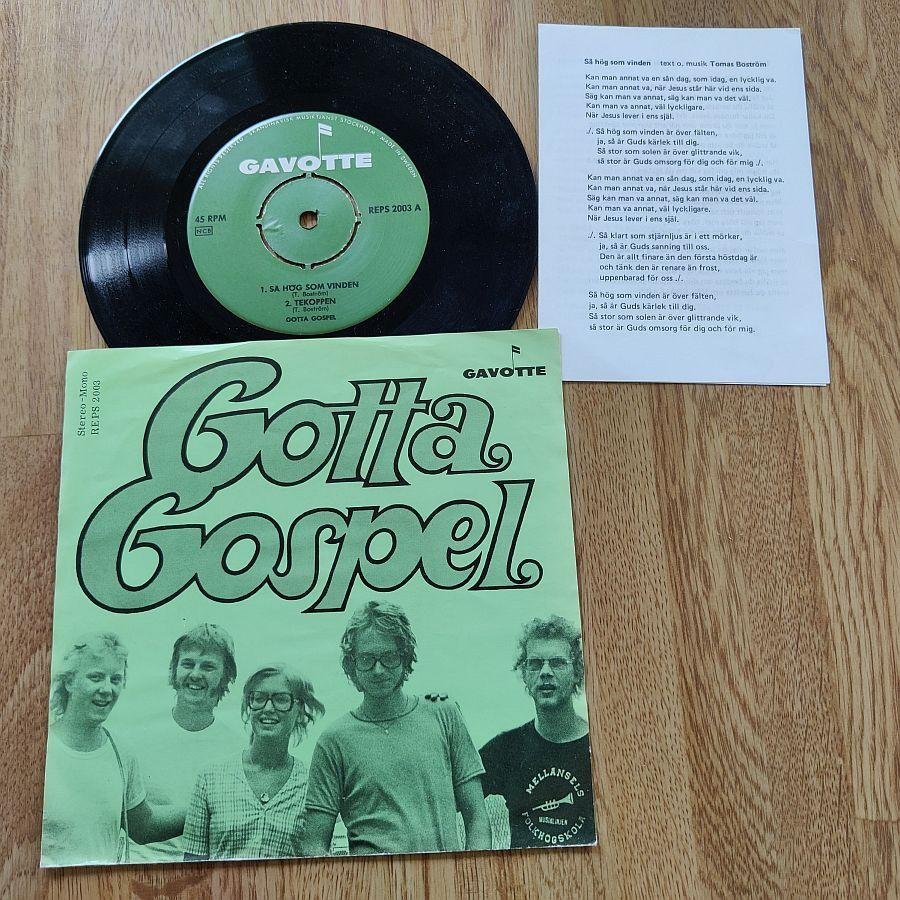 ALL RIGHTS RESERVED · SKANDINAVISK MUSIKTJÄNST STOCKHOLM · MADE IN SWEDEN
GAVOTTE
45 RPM
NCB
REPS 2003 A
1. SA HÖG SOM VINDEN
(T. Boström)
2. TEKOPPEN
(T. Boström)
GOTTA GOSPEL
Så hög som vinden text o. musik Tomas Boström
Kan man annat va en sån dag, som idag, en lycklig va.
Kan man annat va, när Jesus står här vid ens sida.
Säg kan man va annat, säg kan man va det väl.
Kan man va annat, väl lyckligare.
När Jesus lever i ens själ.
./. Så hög som vinden är över fälten,
ja, så är Guds kärlek till dig.
Så stor som solen är över glittrande vik,
så stor är Guds omsorg för dig och för mig ./.
Kan man annat va en sån dag, som idag, en lycklig va.
Kan man annat va, när Jesus står här vid ens sida.
Säg kan man va annat, säg kan man va det väl.
Kan man va annat, väl lyckligare.
När Jesus lever i ens själ.
./. Så klart som stjärnljus är i ett mörker,
ja, så är Guds sanning till oss.
Den är allt finare än den första höstdag är
och tänk den är renare än frost,
uppenbarad för oss ./.
Så hög som vinden är över fälten,
ja, så är Guds kärlek till dig.
Så stor som solen är över glittrande vik,
så stor är Guds omsorg för dig och för mig.
Stereo-Mono
REPS 2003
GAVOTTE
Gotta
Gospel
MELLANSELS
MUSIKLINJEN
FOLKHÖGSKOLA